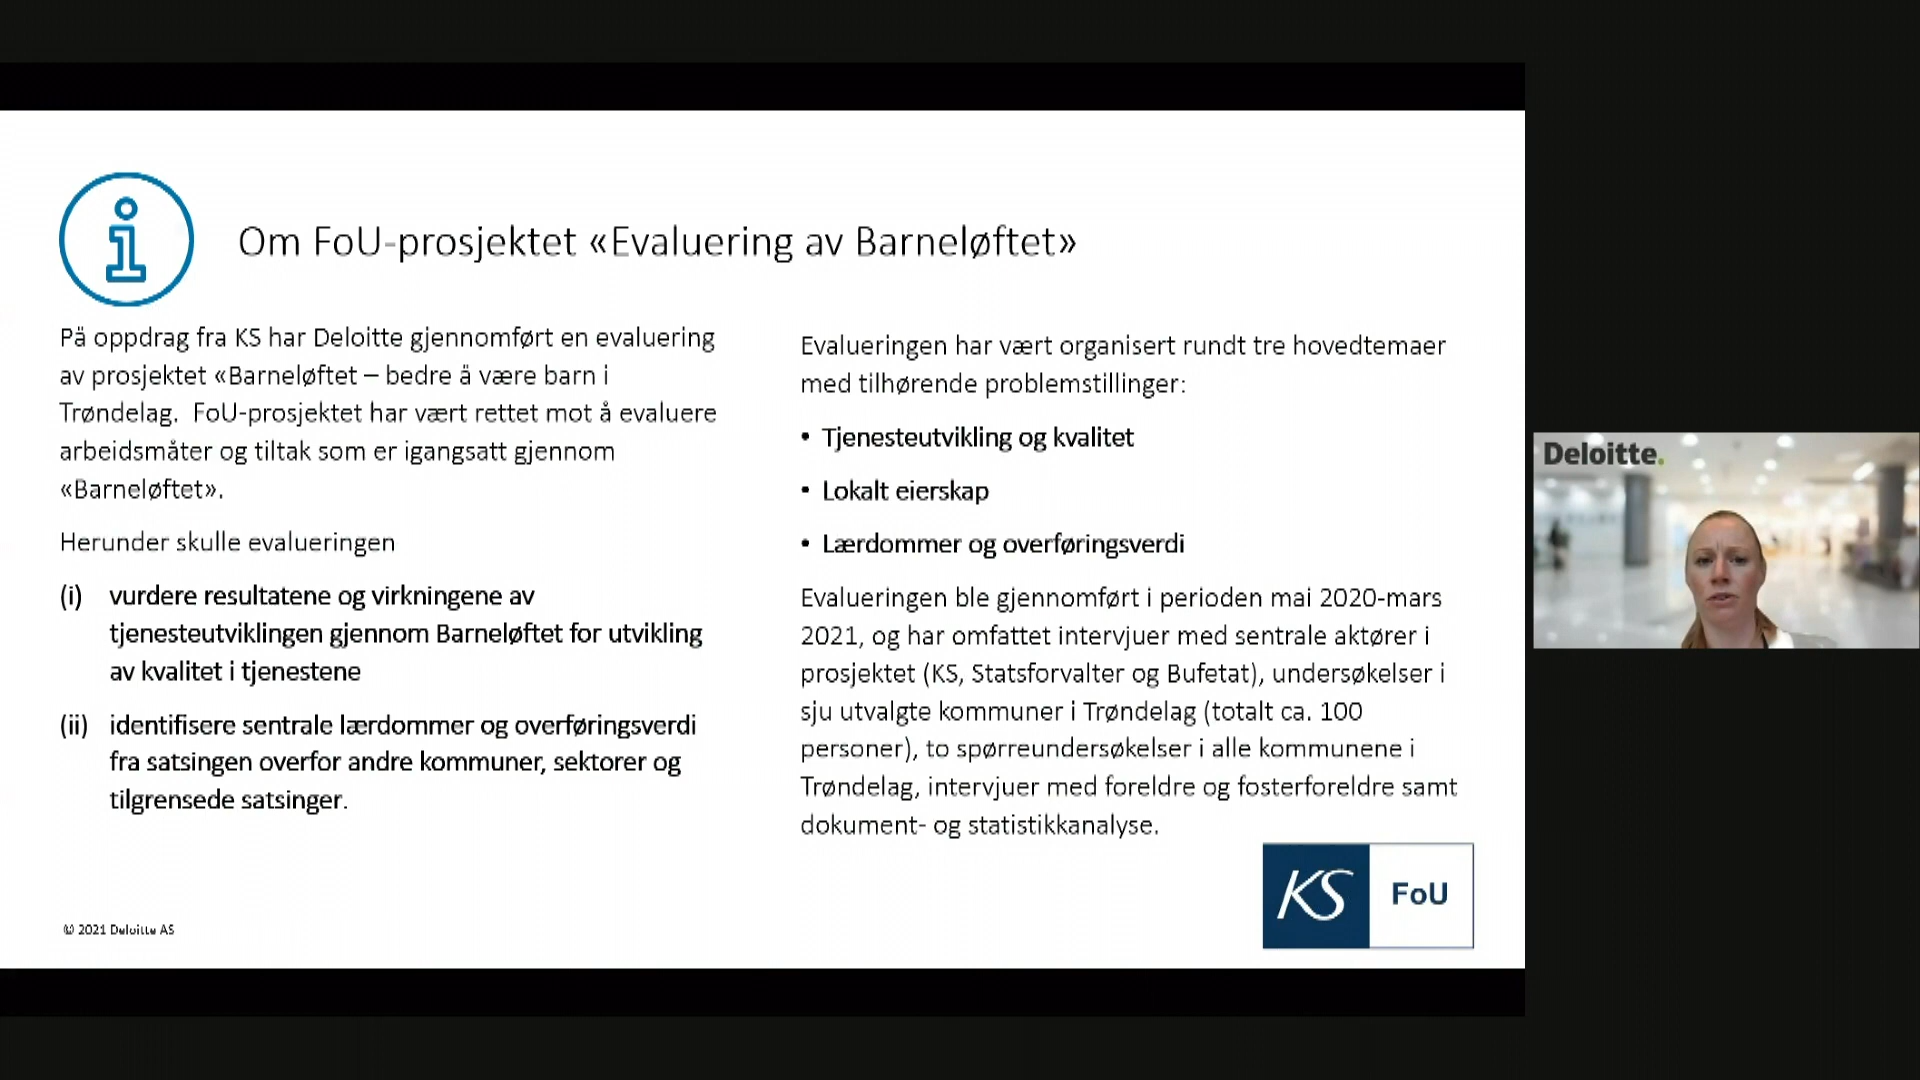 Om FoU-prosjektet «Evaluering av Barneløftet»
På oppdrag fra KS har Deloitte gjennomført en evaluering
av prosjektet «Barneløftet – bedre å være barn i
Trøndelag. FoU-prosjektet har vært rettet mot å evaluere
arbeidsmåter og tiltak som er igangsatt gjennom
«Barneløftet».
Herunder skulle evalueringen
(i) vurdere resultatene og virkningene av
tjenesteutviklingen gjennom Barneløftet for utvikling
av kvalitet i tjenestene
(ii) identifisere sentrale lærdommer og overføringsverdi
fra satsingen overfor andre kommuner, sektorer og
tilgrensede satsinger.
© 2021 Deloitte AS
Evalueringen har vært organisert rundt tre hovedtemaer
med tilhørende problemstillinger:
• Tjenesteutvikling og kvalitet
• Lokalt eierskap
• Lærdommer og overføringsverdi
Evalueringen ble gjennomført i perioden mai 2020-mars
2021, og har omfattet intervjuer med sentrale aktører i
prosjektet (KS, Statsforvalter og Bufetat), undersøkelser i
sju utvalgte kommuner i Trøndelag (totalt ca. 100
personer), to spørreundersøkelser i alle kommunene i
Trøndelag, intervjuer med foreldre og fosterforeldre samt
dokument- og statistikkanalyse.
KS FoU
Deloitte.